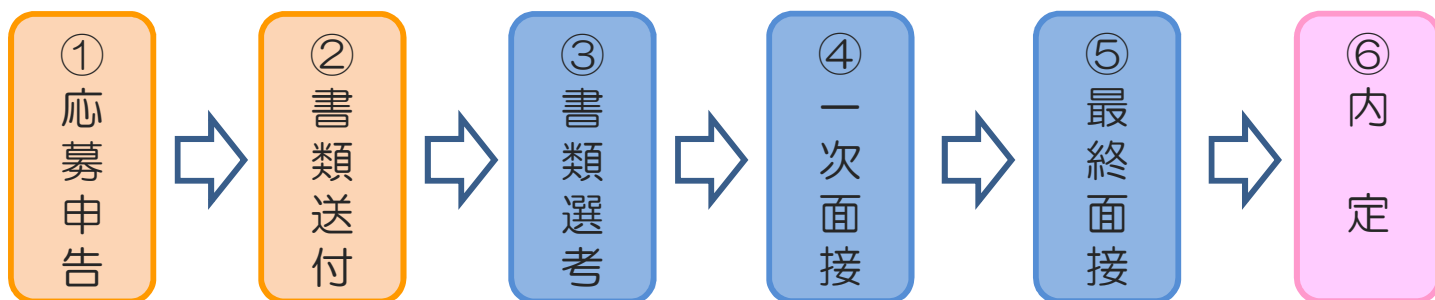 ①応募申告
②書類送付
③書類選考
④一次面接
⑤最終面接
⑥内定